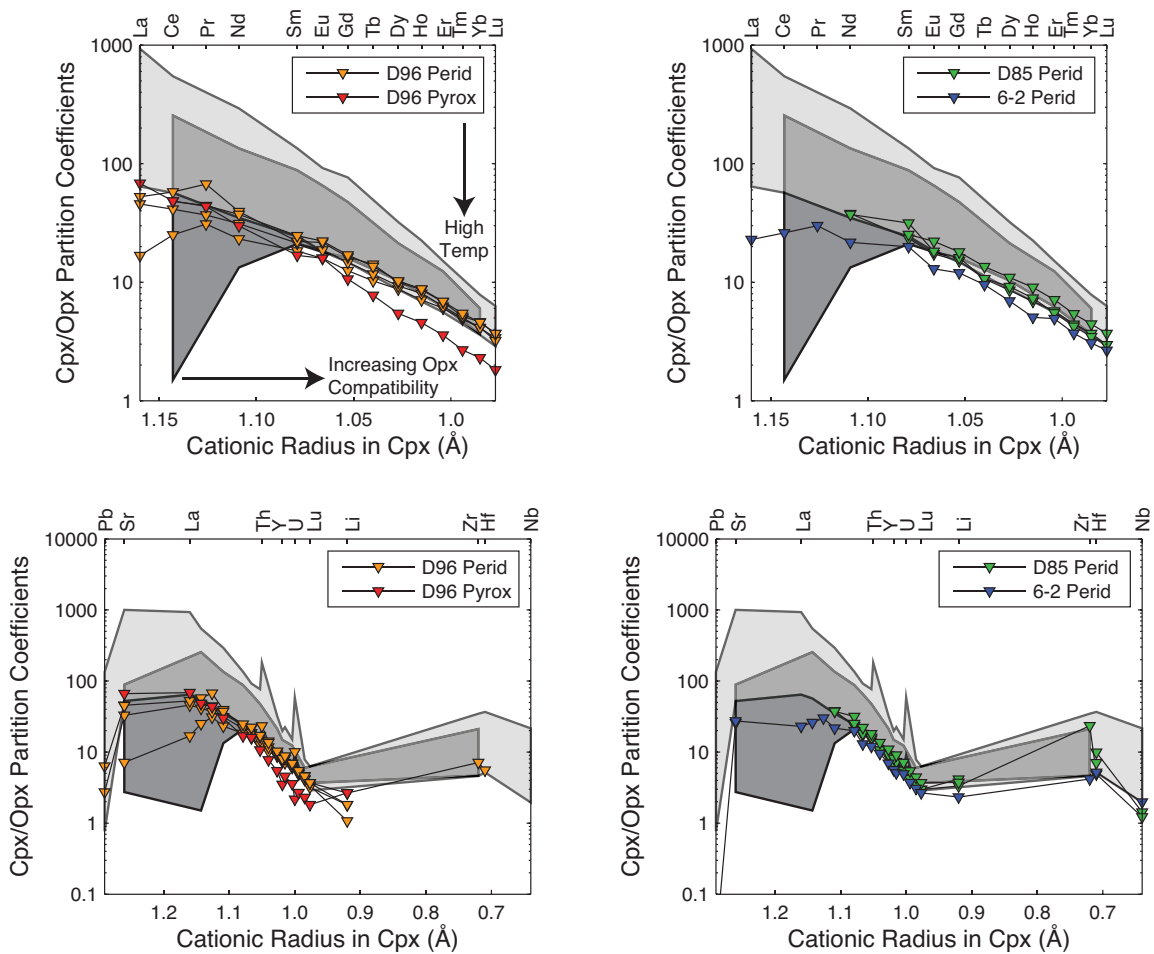 La Ce Pr Nd Sm Eu Gd Tb Dy Ho Er Tm Yb Lu
1000
100
10
1
Cpx/Opx Partition Coefficients
D96 Perid
D96 Pyrox
High
Temp
Increasing Opx
Compatibility
1.15 1.10 1.05 1.0
Cationic Radius in Cpx (Å)
La Ce Pr Nd Sm Eu Gd Tb Dy Ho Er Tm Yb Lu
1000
100
10
1
Cpx/Opx Partition Coefficients
D85 Perid
6-2 Perid
1.15 1.10 1.05 1.0
Cationic Radius in Cpx (Å)
Pb Sr La Th Y U Lu Li Zr Hf Nb
10000
1000
100
10
1
0.1
Cpx/Opx Partition Coefficients
D96 Perid
D96 Pyrox
1.2 1.1 1.0 0.9 0.8 0.7
Cationic Radius in Cpx (Å)
Pb Sr La Th Y U Lu Li Zr Hf Nb
10000
1000
100
10
1
0.1
Cpx/Opx Partition Coefficients
D85 Perid
6-2 Perid
1.2 1.1 1.0 0.9 0.8 0.7
Cationic Radius in Cpx (Å)